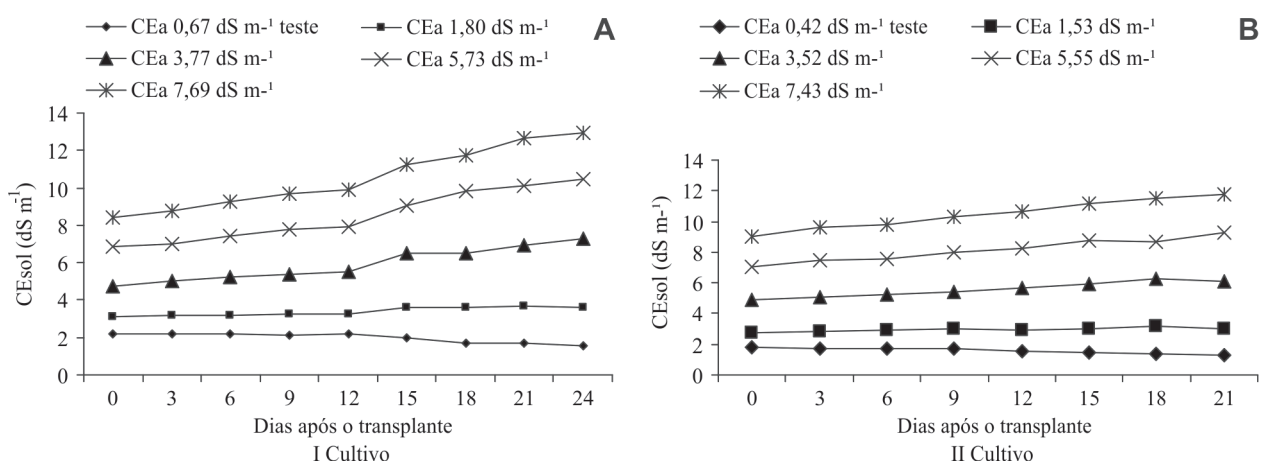 CEa 0,67 dS m-¹ teste
CEa 1,80 dS m-¹
CEa 3,77 dS m-¹
CEa 5,73 dS m-¹
CEa 7,69 dS m-¹
A
14
12
10
8
6
4
2
0
CEsol (dS m-¹)
0 3 6 9 12 15 18 21 24
Dias após o transplante
I Cultivo
CEa 0,42 dS m-¹ teste
CEa 1,53 dS m-¹
CEa 3,52 dS m-¹
CEa 5,55 dS m-¹
CEa 7,43 dS m-¹
B
14
12
10
8
6
4
2
0
CEsol (dS m-¹)
0 3 6 9 12 15 18 21
Dias após o transplante
II Cultivo